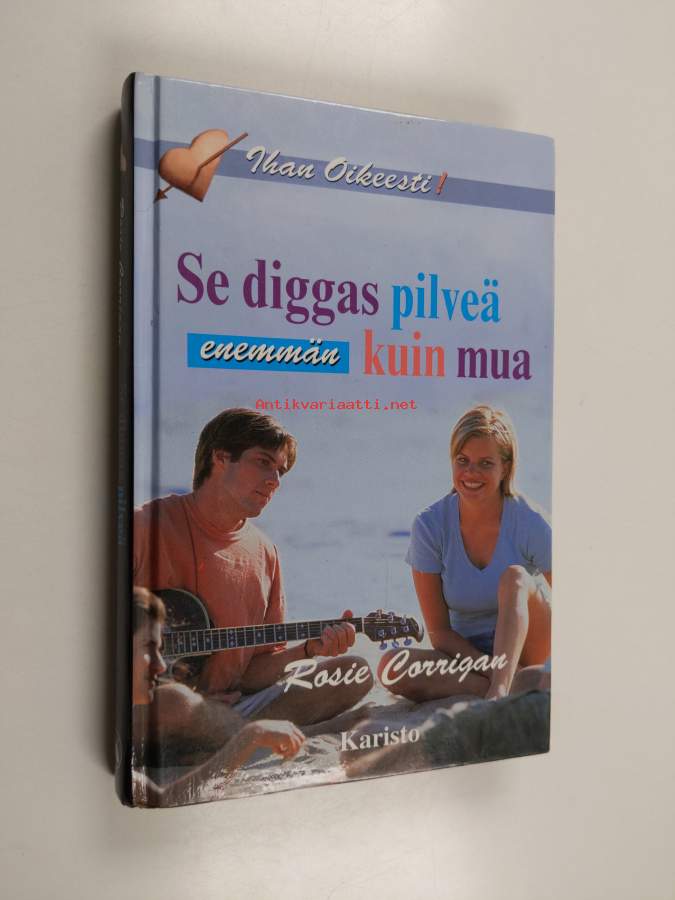 Ihan Oikeesti!
Se diggas pilveä
enemmän kuin mua
Antikvariaatti.net
Rosie Corrigan
Karisto